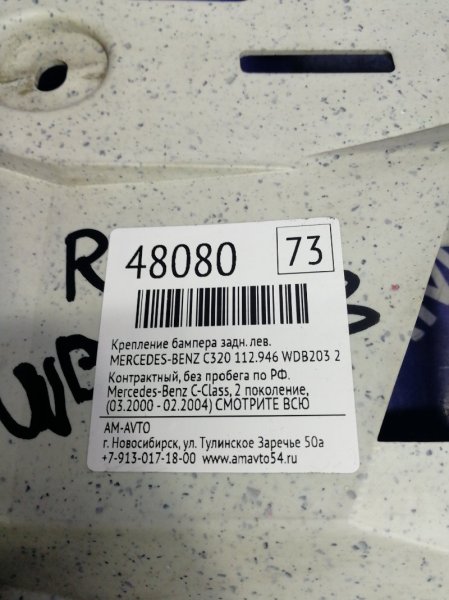 48080
73
Крепление бампера задн. лев.
MERCEDES-BENZ C320 112.946 WDB203 2
Контрактный, без пробега по РФ.
Mercedes-Benz C-Class, 2 поколение,
(03.2000 - 02.2004) СМОТРИТЕ ВСЮ
AM-AVTO
г. Новосибирск, ул. Тулинское Заречье 50а
+7-913-017-18-00 www.amavto54.ru